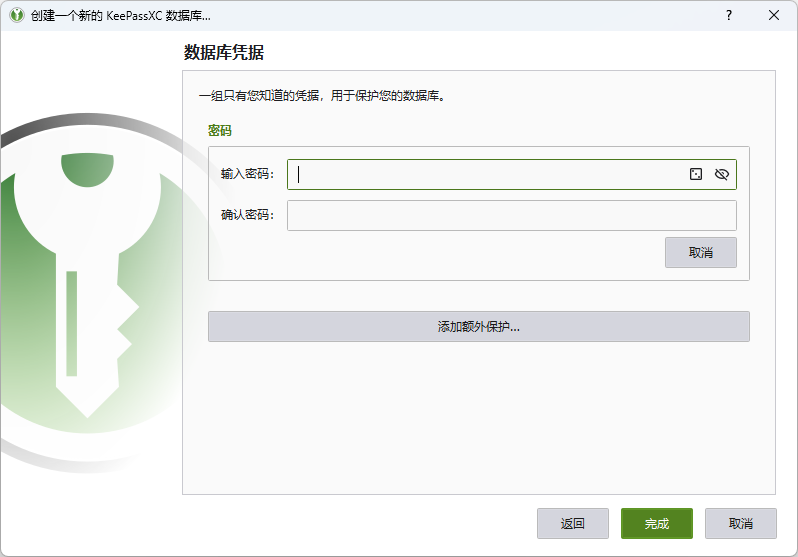 创建一个新的 KeePassXC 数据库...
数据库凭据
一组只有您知道的凭据，用于保护您的数据库。
密码
输入密码：
确认密码：
取消
添加额外保护...
返回
完成
取消